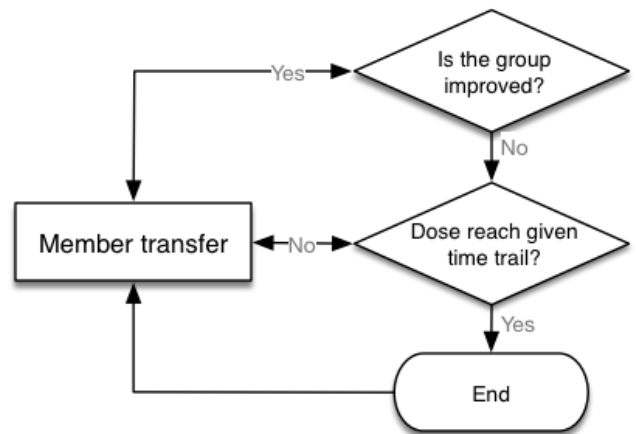 Is the group
improved?
Yes
No
Member transfer
No
Dose reach given
time trail?
Yes
End